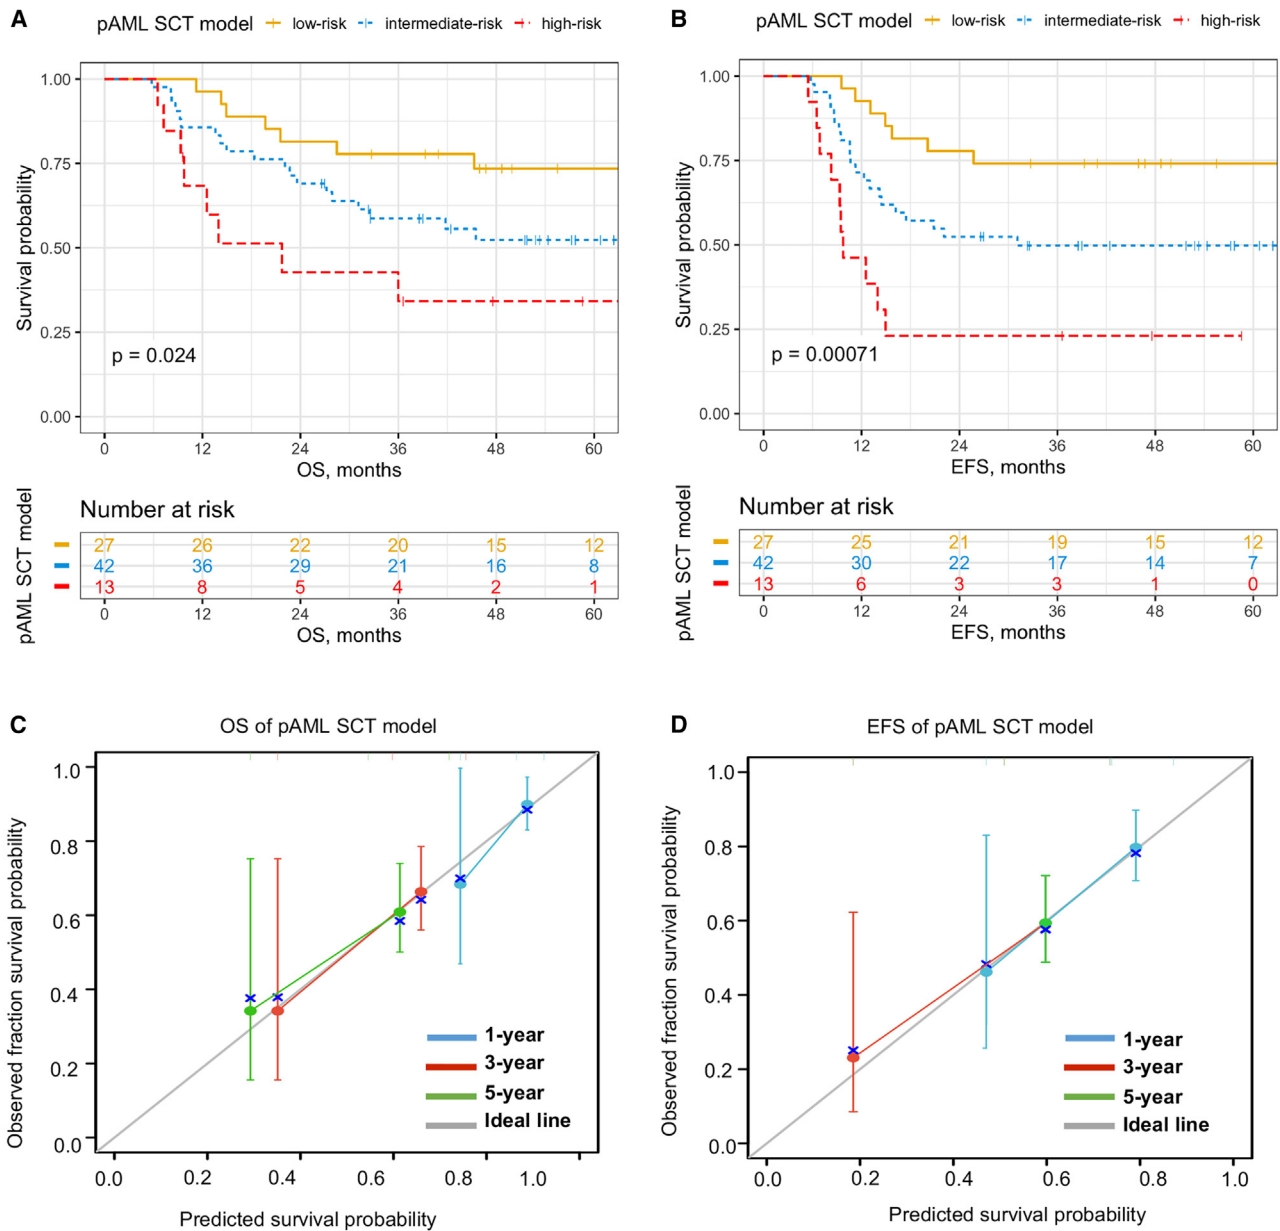 A
pAML SCT model low-risk intermediate-risk high-risk
Survival probability
1.00
0.75
0.50
0.25
0.00
p = 0.024
0 12 24 36 48 60
OS, months
pAML SCT model
Number at risk
27 26 22 20 15 12
42 36 29 21 16 8
13 8 5 4 2 1
0 12 24 36 48 60
OS, months
B
pAML SCT model low-risk intermediate-risk high-risk
Survival probability
1.00
0.75
0.50
0.25
0.00
p = 0.00071
0 12 24 36 48 60
EFS, months
pAML SCT model
Number at risk
27 25 21 19 15 12
42 30 22 17 14 7
13 6 3 3 1 0
0 12 24 36 48 60
EFS, months
C
OS of pAML SCT model
Observed fraction survival probability
1.0
0.8
0.6
0.4
0.2
0.0
1-year
3-year
5-year
Ideal line
0.0 0.2 0.4 0.6 0.8 1.0
Predicted survival probability
D
EFS of pAML SCT model
Observed fraction survival probability
1.0
0.8
0.6
0.4
0.2
0.0
1-year
3-year
5-year
Ideal line
0.0 0.2 0.4 0.6 0.8 1.0
Predicted survival probability